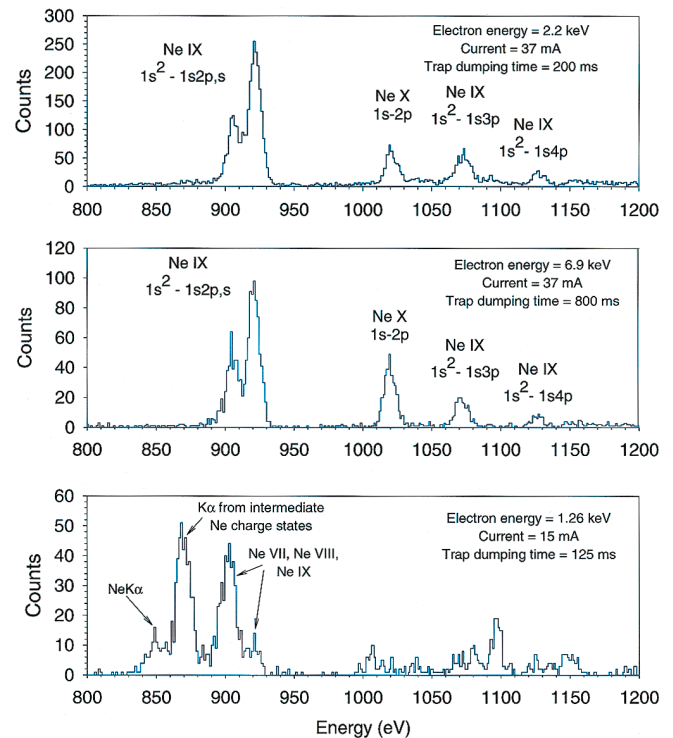 300
250
200
150
100
50
0
Counts
Ne IX
1s² - 1s2p,s
Electron energy = 2.2 keV
Current = 37 mA
Trap dumping time = 200 ms
Ne X
1s-2p
Ne IX
1s²- 1s3p
Ne IX
1s²- 1s4p
800 850 900 950 1000 1050 1100 1150 1200
120
100
80
60
40
20
0
Counts
Ne IX
1s² - 1s2p,s
Electron energy = 6.9 keV
Current = 37 mA
Trap dumping time = 800 ms
Ne X
1s-2p
Ne IX
1s²- 1s3p
Ne IX
1s²- 1s4p
800 850 900 950 1000 1050 1100 1150 1200
60
50
40
30
20
10
0
Counts
Kα from intermediate
Ne charge states
Electron energy = 1.26 keV
Current = 15 mA
Trap dumping time = 125 ms
Ne VII, Ne VIII,
Ne IX
NeKα
800 850 900 950 1000 1050 1100 1150 1200
Energy (eV)